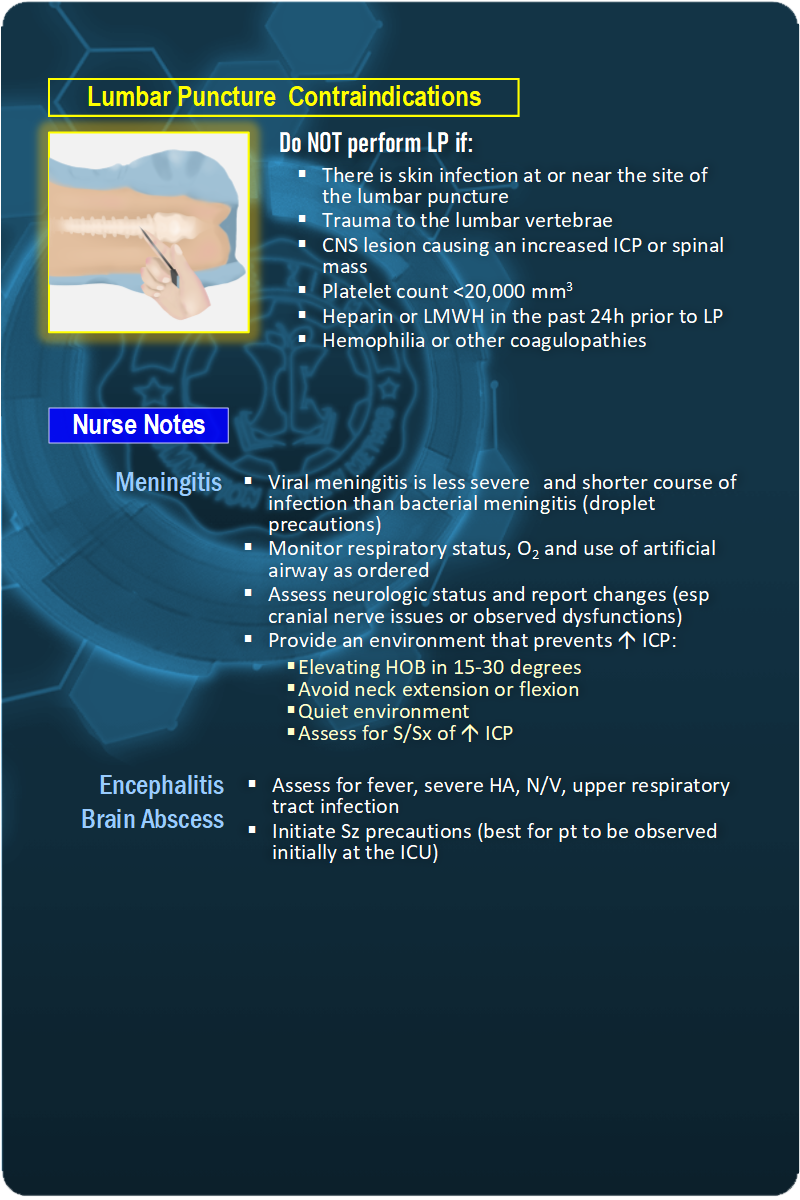 Lumbar Puncture Contraindications
Do NOT perform LP if:
▪ There is skin infection at or near the site of
the lumbar puncture
▪ Trauma to the lumbar vertebrae
▪ CNS lesion causing an increased ICP or spinal
mass
▪ Platelet count <20,000 mm³
▪ Heparin or LMWH in the past 24h prior to LP
▪ Hemophilia or other coagulopathies
Nurse Notes
Meningitis
▪ Viral meningitis is less severe and shorter course of
infection than bacterial meningitis (droplet
precautions)
▪ Monitor respiratory status, O₂ and use of artificial
airway as ordered
▪ Assess neurologic status and report changes (esp
cranial nerve issues or observed dysfunctions)
▪ Provide an environment that prevents ↑ ICP:
▪ Elevating HOB in 15-30 degrees
▪ Avoid neck extension or flexion
▪ Quiet environment
▪ Assess for S/Sx of ↑ ICP
Encephalitis
Brain Abscess
▪ Assess for fever, severe HA, N/V, upper respiratory
tract infection
▪ Initiate Sz precautions (best for pt to be observed
initially at the ICU)